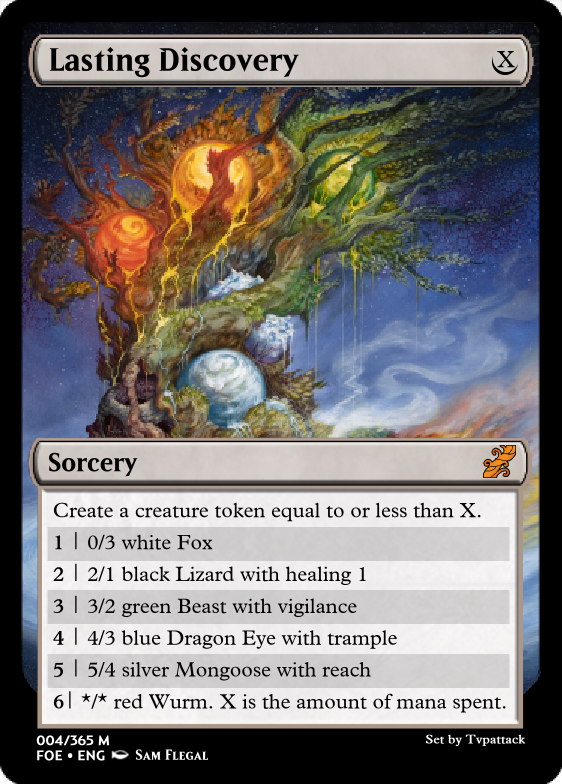 Lasting Discovery X
Sorcery
Create a creature token equal to or less than X.
1 | 0/3 white Fox
2 | 2/1 black Lizard with healing 1
3 | 3/2 green Beast with vigilance
4 | 4/3 blue Dragon Eye with trample
5 | 5/4 silver Mongoose with reach
6| */* red Wurm. X is the amount of mana spent.
004/365 M
FOE • ENG Sam Flegal
Set by Tvpattack